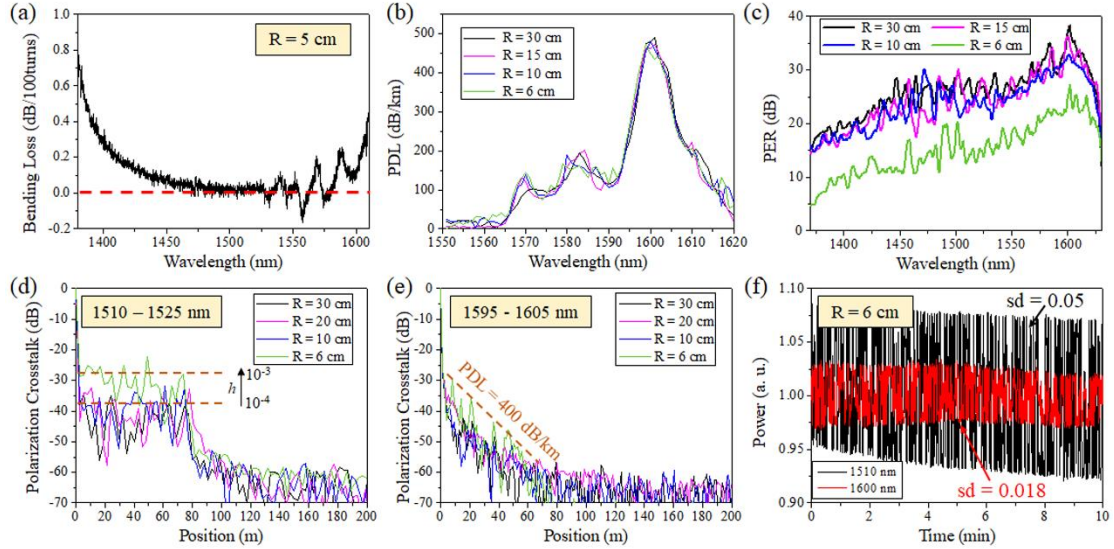 (a)
R = 5 cm
Bending Loss (dB/100turns)
1.0
0.8
0.6
0.4
0.2
0.0
-0.2
1400
1450
1500
1550
1600
Wavelength (nm)
(b)
R = 30 cm
R = 15 cm
R = 10 cm
R = 6 cm
PDL (dB/km)
500
400
300
200
100
0
1550
1560
1570
1580
1590
1600
1610
1620
Wavelength (nm)
(c)
R = 30 cm
R = 15 cm
R = 10 cm
R = 6 cm
PER (dB)
40
30
20
10
0
1400
1450
1500
1550
1600
Wavelength (nm)
(d)
1510 – 1525 nm
R = 30 cm
R = 20 cm
R = 10 cm
R = 6 cm
10⁻³
h
10⁻⁴
Polarization Crosstalk (dB)
0
-10
-20
-30
-40
-50
-60
-70
0
20
40
60
80
100
120
140
160
180
200
Position (m)
(e)
1595 - 1605 nm
R = 30 cm
R = 20 cm
R = 10 cm
R = 6 cm
PDL = 400 dB/km
Polarization Crosstalk (dB)
0
-10
-20
-30
-40
-50
-60
-70
0
20
40
60
80
100
120
140
160
180
200
Position (m)
(f)
R = 6 cm
sd = 0.05
Power (a. u.)
1.10
1.05
1.00
0.95
0.90
1510 nm
1600 nm
sd = 0.018
0
2
4
6
8
10
Time (min)